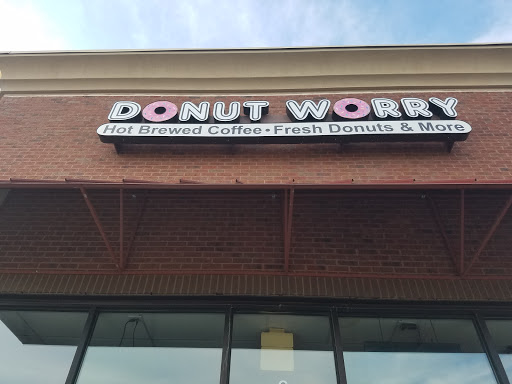 DONUT WORRY
Hot Brewed Coffee • Fresh Donuts & More